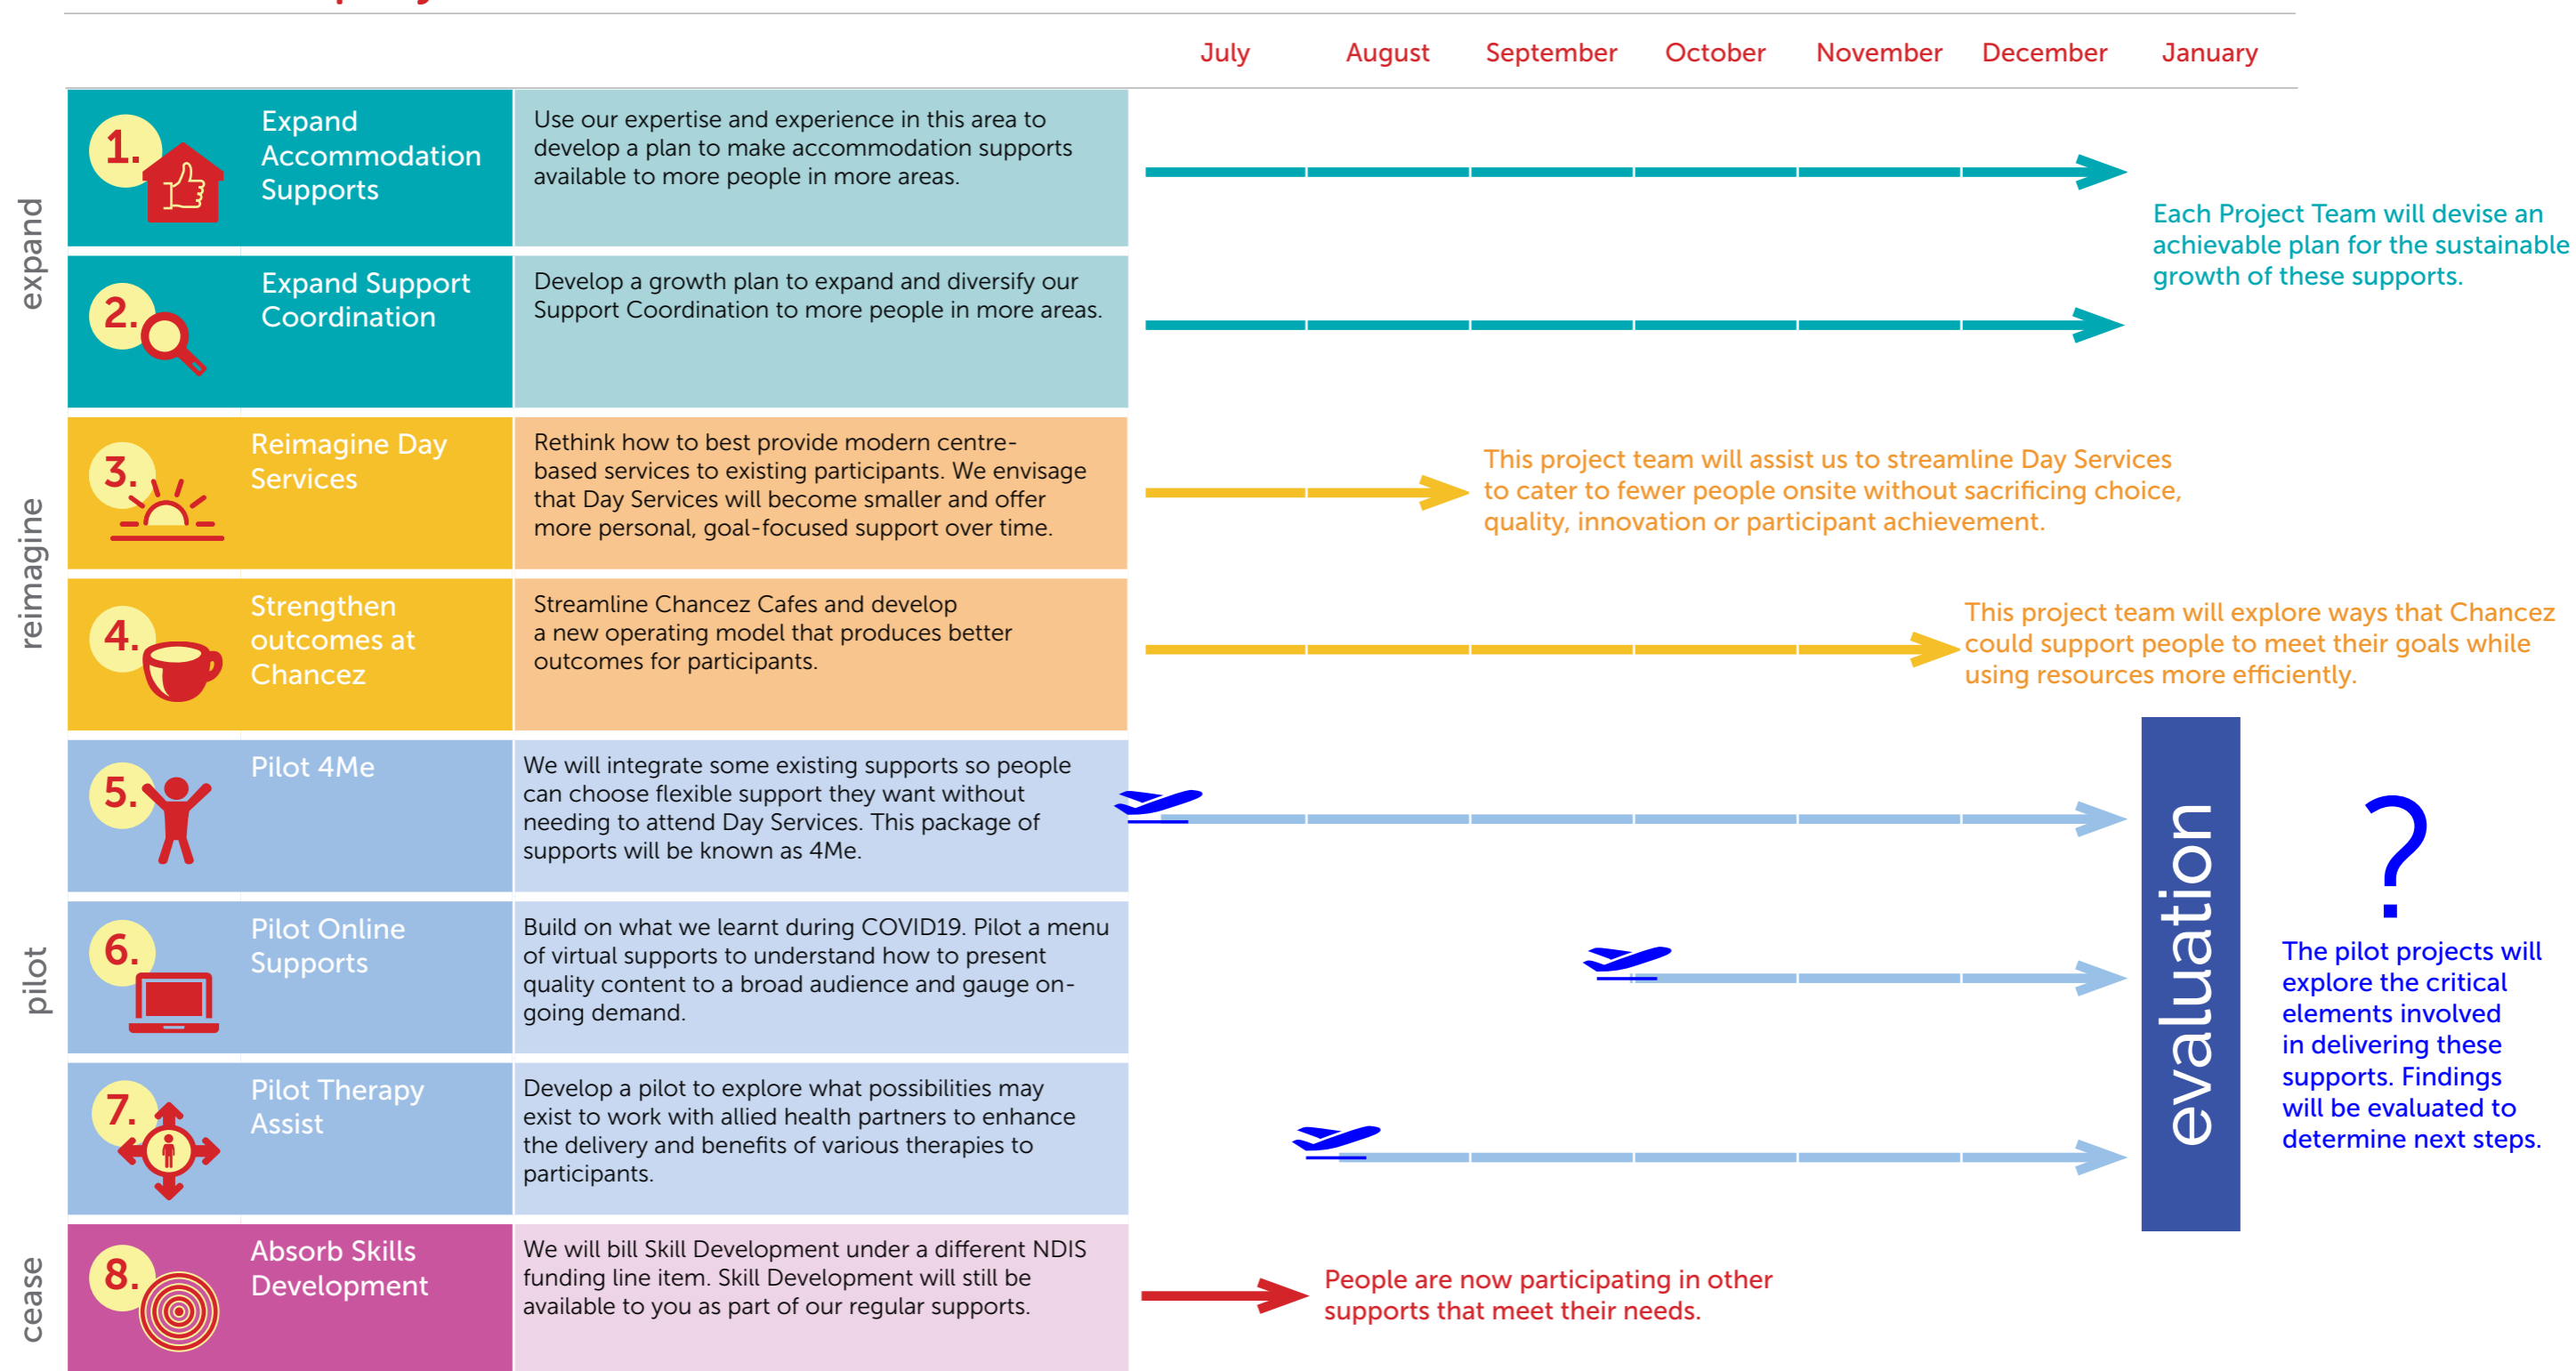 July August September October November December January
expand
1.
Expand
Accommodation
Supports
Use our expertise and experience in this area to
develop a plan to make accommodation supports
available to more people in more areas.
2.
Expand Support
Coordination
Develop a growth plan to expand and diversify our
Support Coordination to more people in more areas.
Each Project Team will devise an
achievable plan for the sustainable
growth of these supports.
reimagine
3.
Reimagine Day
Services
Rethink how to best provide modern centre-
based services to existing participants. We envisage
that Day Services will become smaller and offer
more personal, goal-focused support over time.
This project team will assist us to streamline Day Services
to cater to fewer people onsite without sacrificing choice,
quality, innovation or participant achievement.
4.
Strengthen
outcomes at
Chancez
Streamline Chancez Cafes and develop
a new operating model that produces better
outcomes for participants.
This project team will explore ways that Chancez
could support people to meet their goals while
using resources more efficiently.
pilot
5.
Pilot 4Me
We will integrate some existing supports so people
can choose flexible support they want without
needing to attend Day Services. This package of
supports will be known as 4Me.
6.
Pilot Online
Supports
Build on what we learnt during COVID19. Pilot a menu
of virtual supports to understand how to present
quality content to a broad audience and gauge on-
going demand.
7.
Pilot Therapy
Assist
Develop a pilot to explore what possibilities may
exist to work with allied health partners to enhance
the delivery and benefits of various therapies to
participants.
evaluation
?
The pilot projects will
explore the critical
elements involved
in delivering these
supports. Findings
will be evaluated to
determine next steps.
cease
8.
Absorb Skills
Development
We will bill Skill Development under a different NDIS
funding line item. Skill Development will still be
available to you as part of our regular supports.
People are now participating in other
supports that meet their needs.